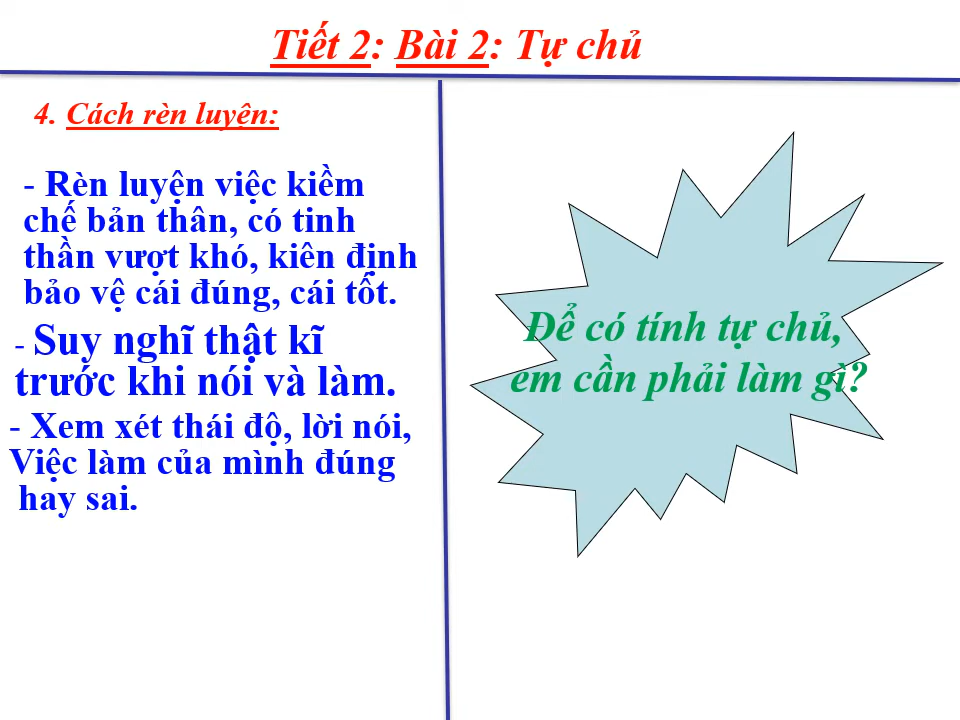 Tiết 2: Bài 2: Tự chủ
4. Cách rèn luyện:
- Rèn luyện việc kiềm
chế bản thân, có tinh
thần vượt khó, kiên định
bảo vệ cái đúng, cái tốt.
- Suy nghĩ thật kĩ
trước khi nói và làm.
- Xem xét thái độ, lời nói,
Việc làm của mình đúng
hay sai.
Để có tính tự chủ,
em cần phải làm gì?